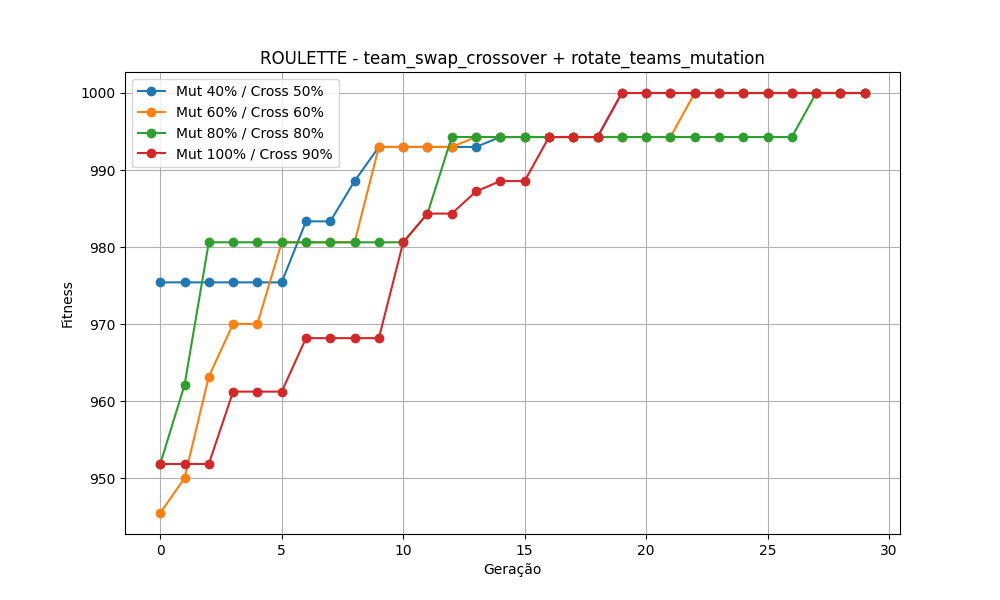 ROULETTE - team_swap_crossover + rotate_teams_mutation
Mut 40% / Cross 50%
Mut 60% / Cross 60%
Mut 80% / Cross 80%
Mut 100% / Cross 90%
1000
990
980
970
960
950
Fitness
0 5 10 15 20 25 30
Geração